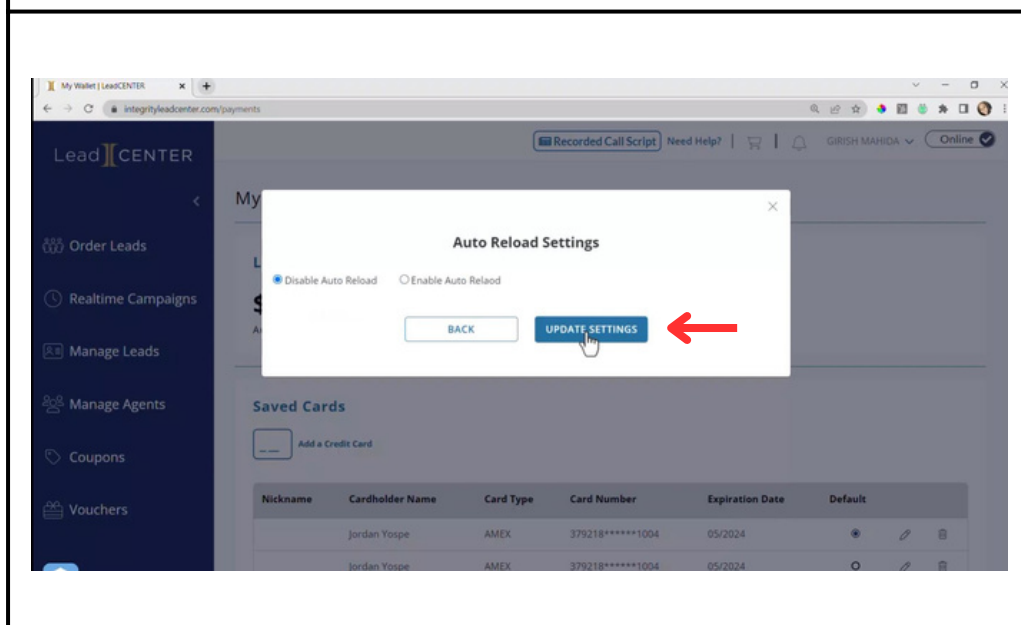 My Wallet | LeadCENTER
integrityleadcenter.com/payments
Lead CENTER
Recorded Call Script Need Help? GIRISH MAHIDA Online
My
Auto Reload Settings
Order Leads
L
Disable Auto Reload Enable Auto Relaod
Realtime Campaigns
$
BACK UPDATE SETTINGS
Manage Leads
Manage Agents
Saved Cards
Add a Credit Card
Coupons
Nickname Cardholder Name Card Type Card Number Expiration Date Default
Vouchers
Jordan Yospe AMEX 379218******1004 05/2024
Jordan Yospe AMEX 379218******1004 05/2024